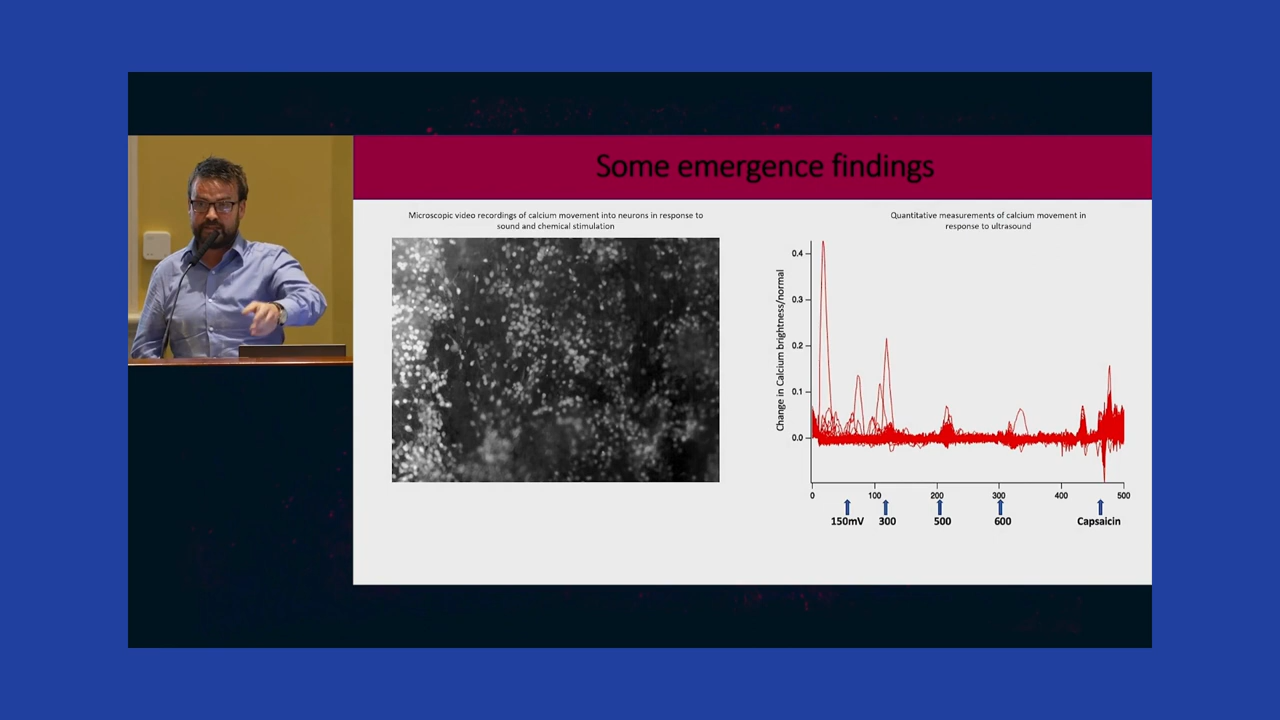 Some emergence findings
Microscopic video recordings of calcium movement into neurons in response to
sound and chemical stimulation
Quantitative measurements of calcium movement in
response to ultrasound
Change in Calcium brightness/normal
0.4
0.3
0.2
0.1
0.0
0 100 200 300 400 500
150mV 300 500 600 Capsaicin